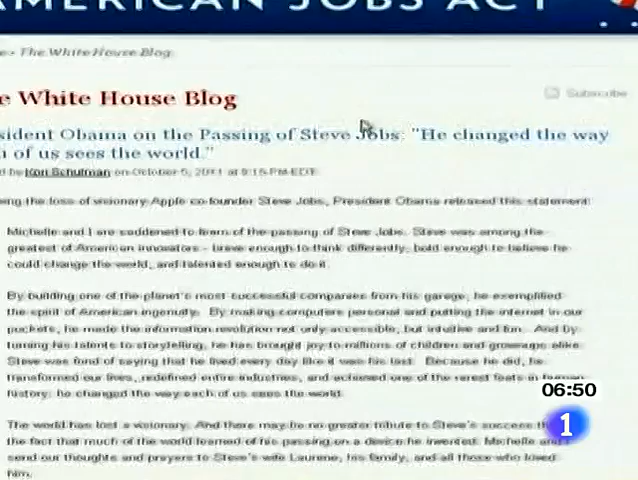 AMERICAN JOBS ACT
The White House Blog
e White House Blog
Subscribe
sident Obama on the Passing of Steve Jobs: "He changed the way
of us sees the world."
d by Kori Schulman on October 5, 2011 at 9:15 PM EDT
ing the loss of visionary Apple co-founder Steve Jobs, President Obama released this statement:
Michelle and I are saddened to learn of the passing of Steve Jobs. Steve was among the
greatest of American innovators - brave enough to think differently, bold enough to believe he
could change the world, and talented enough to do it.
By building one of the planet's most successful companies from his garage, he exemplified
the spirit of American ingenuity. By making computers personal and putting the internet in our
pockets, he made the information revolution not only accessible, but intuitive and fun. And by
turning his talents to storytelling, he has brought joy to millions of children and grownups alike.
Steve was fond of saying that he lived every day like it was his last. Because he did, he
transformed our lives, redefined entire industries, and achieved one of the rarest feats in human
history: he changed the way each of us sees the world.
06:50
1
The world has lost a visionary. And there may be no greater tribute to Steve's success th
the fact that much of the world learned of his passing on a device he invented. Michelle and I
send our thoughts and prayers to Steve's wife Laurene, his family, and all those who loved
him.